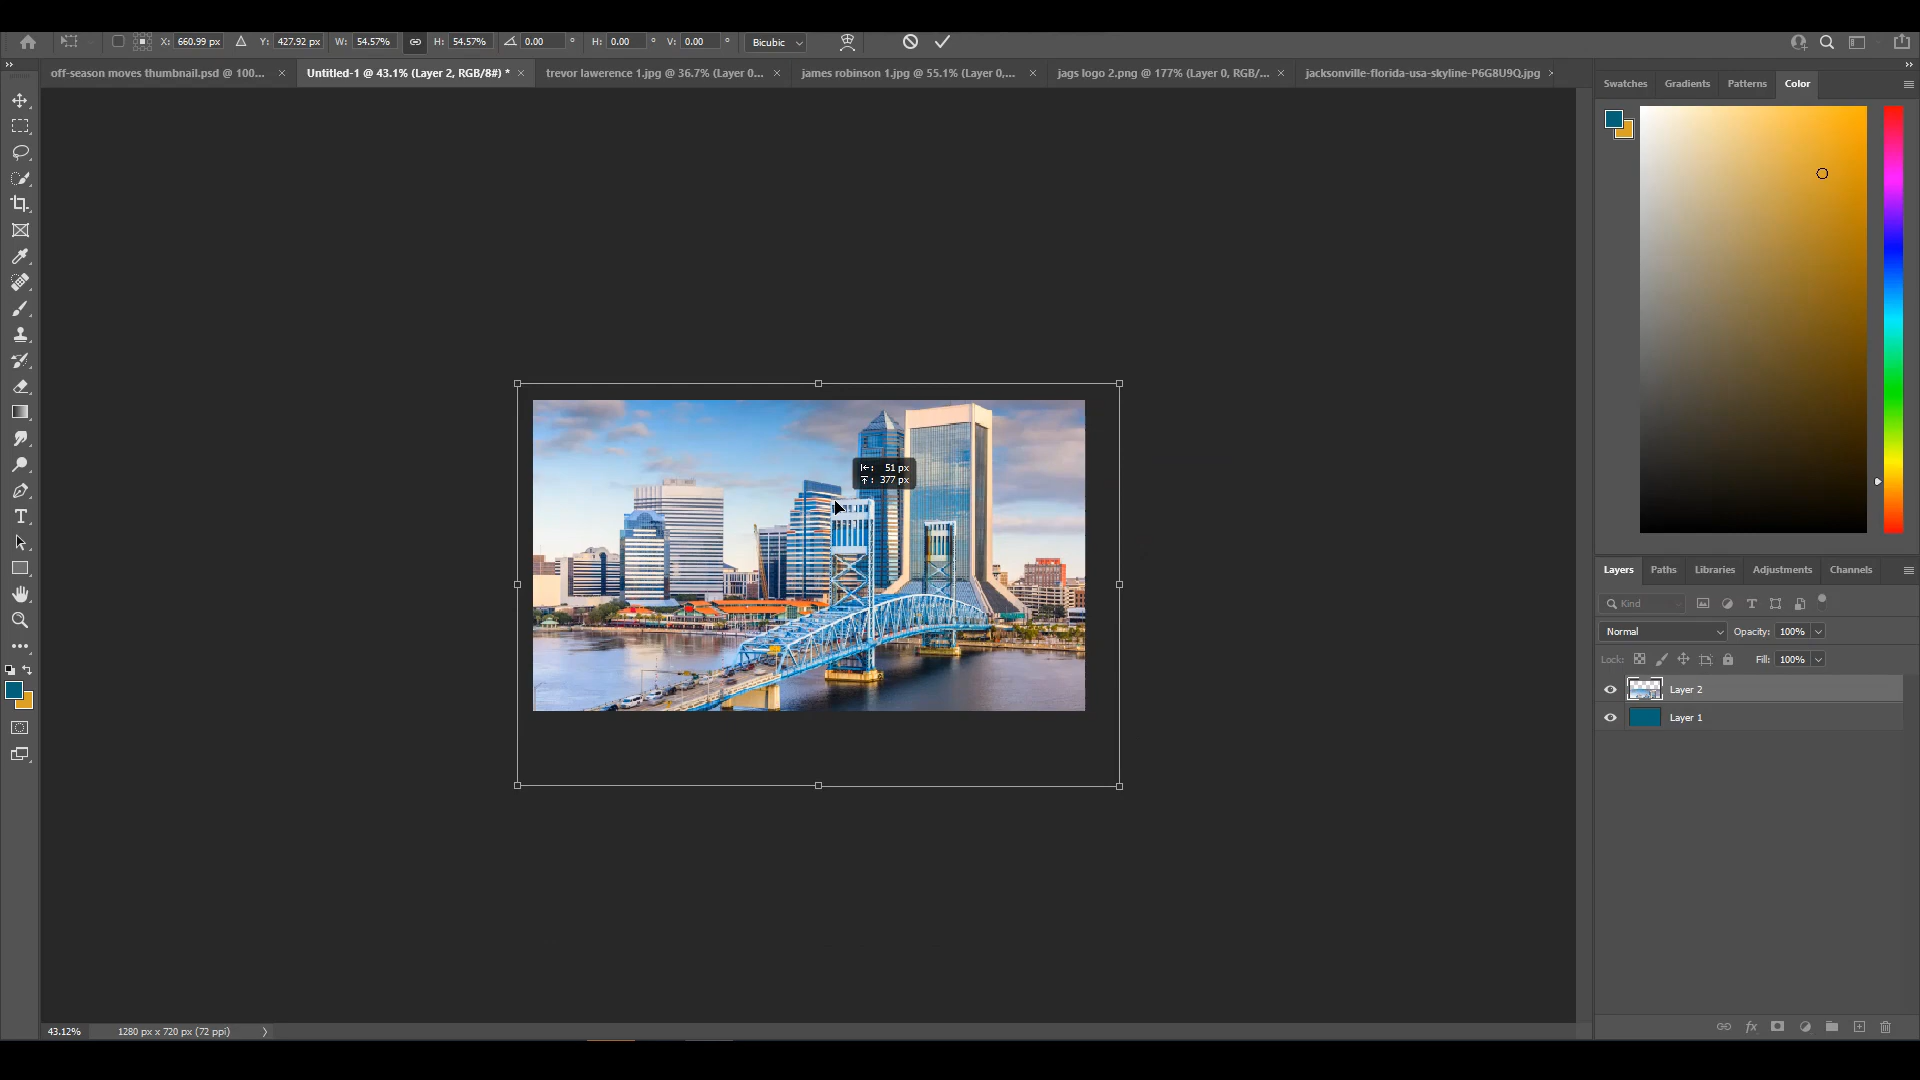 X: 660.99 px Y: 427.92 px W: 54.57% H: 54.57% 0.00 ° H: 0.00 ° V: 0.00 ° Bicubic
off-season moves thumbnail.psd @ 100... × Untitled-1 @ 43.1% (Layer 2, RGB/8#) * × trevor lawerence 1.jpg @ 36.7% (Layer 0... × james robinson 1.jpg @ 55.1% (Layer 0,... × jags logo 2.png @ 177% (Layer 0, RGB/... × jacksonville-florida-usa-skyline-P6G8U9Q.jpg ×
Swatches Gradients Patterns Color
51 px
377 px
Layers Paths Libraries Adjustments Channels
Kind
Normal Opacity: 100%
Lock: Fill: 100%
Layer 2
Layer 1
43.12% 1280 px x 720 px (72 ppi)